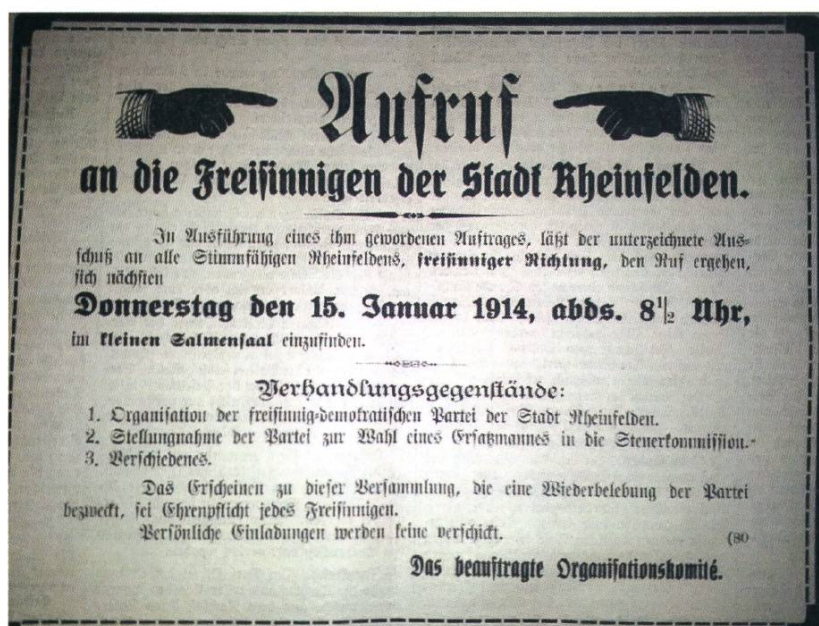 Aufruf
an die Freisinnigen der Stadt Rheinfelden.
In Ausführung eines ihm gewordenen Auftrages, läßt der unterzeichnete Aus-
schuß an alle Stimmfähigen Rheinfeldens, freisinniger Richtung, den Ruf ergehen,
sich nächsten
Donnerstag den 15. Januar 1914, abds. 8 1/2 Uhr,
im kleinen Salmensaal einzufinden.
Verhandlungsgegenstände:
1. Organisation der freisinnig-demokratischen Partei der Stadt Rheinfelden.
2. Stellungnahme der Partei zur Wahl eines Ersatzmannes in die Steuerkommission.
3. Verschiedenes.
Das Erscheinen zu dieser Versammlung, die eine Wiederbelebung der Partei
bezweckt, sei Ehrenpflicht jedes Freisinnigen.
Persönliche Einladungen werden keine verschickt. (80
Das beauftragte Organisationskomité.